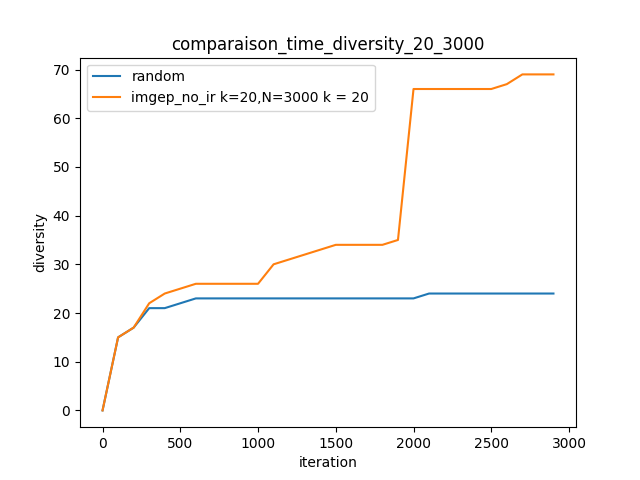 comparaison_time_diversity_20_3000
random
imgep_no_ir k=20,N=3000 k = 20
70
60
50
40
30
20
10
0
diversity
0 500 1000 1500 2000 2500 3000
iteration